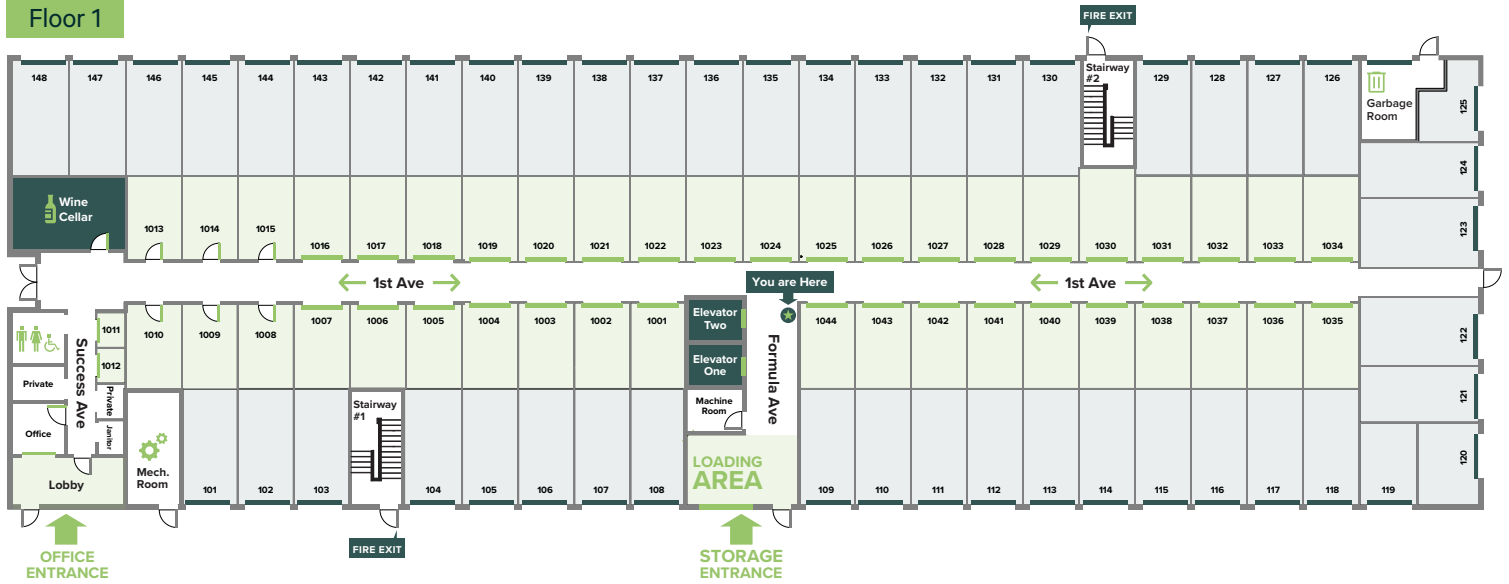 Floor 1
FIRE EXIT
148 147 146 145 144 143 142 141 140 139 138 137 136 135 134 133 132 131 130
Stairway
#2
129 128 127 126
Garbage
Room
125
124
123
Wine
Cellar
1013 1014 1015 1016 1017 1018 1019 1020 1021 1022 1023 1024 1025 1026 1027 1028 1029 1030 1031 1032 1033 1034
1st Ave
You are Here
1st Ave
1011
1012
1010 1009 1008 1007 1006 1005 1004 1003 1002 1001
Elevator
Two
Elevator
One
Formula Ave
1044 1043 1042 1041 1040 1039 1038 1037 1036 1035
122
121
120
Success Ave
Private
Private
Office
Janitor
Lobby
Mech.
Room
Stairway
#1
Machine
Room
LOADING
AREA
101 102 103 104 105 106 107 108 109 110 111 112 113 114 115 116 117 118 119
OFFICE
ENTRANCE
FIRE EXIT
STORAGE
ENTRANCE